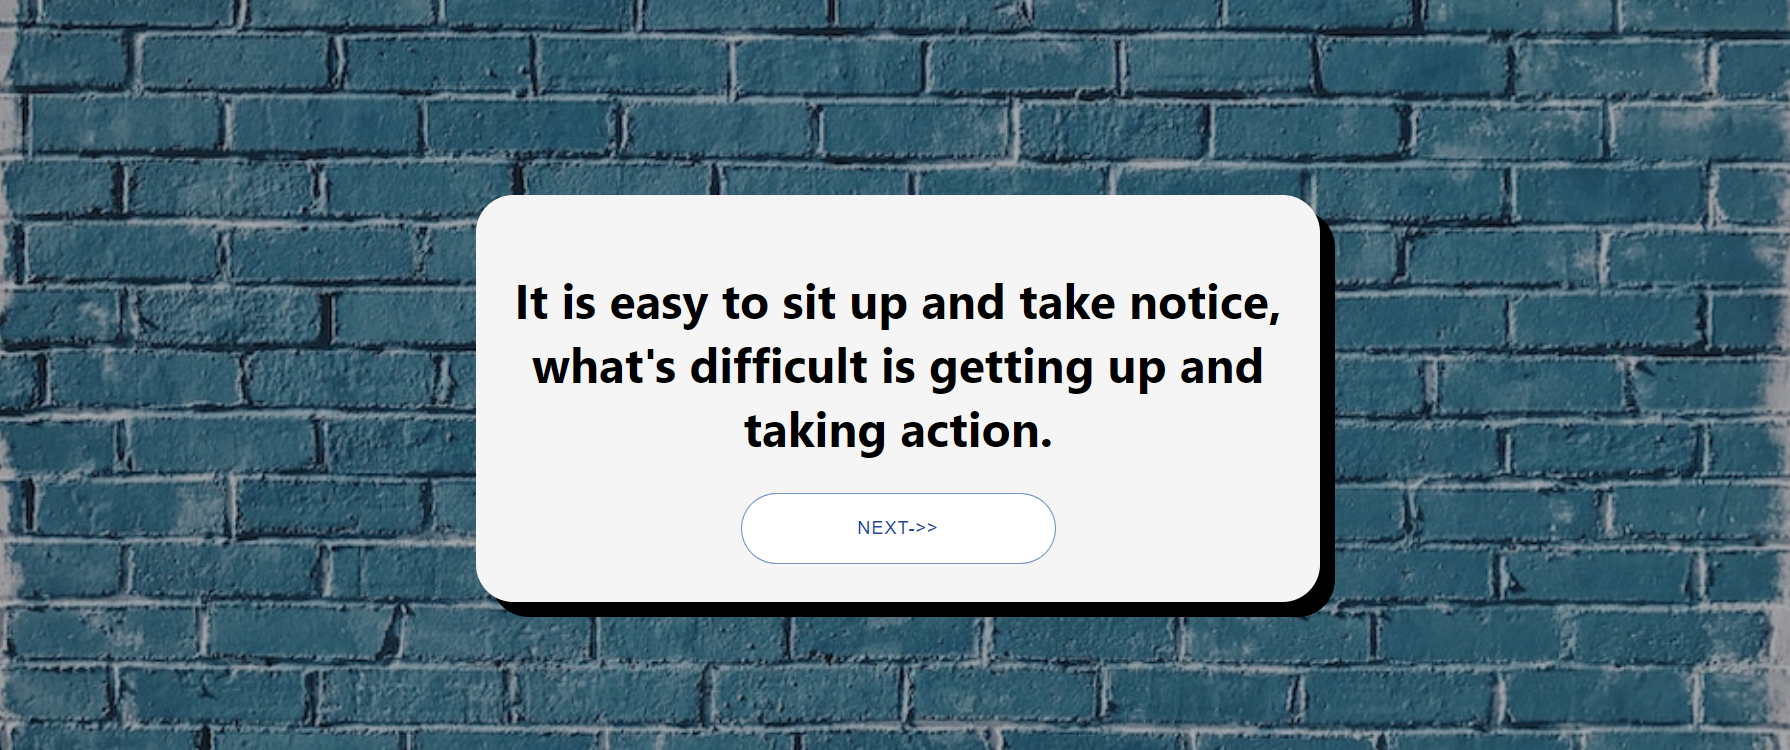 It is easy to sit up and take notice,
what's difficult is getting up and
taking action.
NEXT->>